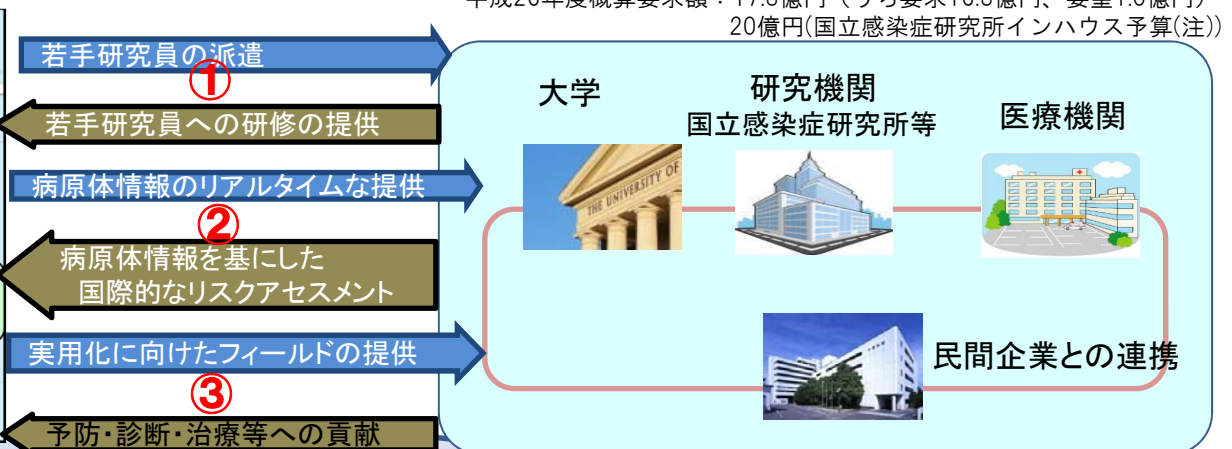 20億円(国立感染症研究所インハウス予算(注))
若手研究員の派遣
①
若手研究員への研修の提供
病原体情報のリアルタイムな提供
②
病原体情報を基にした
国際的なリスクアセスメント
実用化に向けたフィールドの提供
③
予防・診断・治療等への貢献
大学
THE UNIVERSITY OF
研究機関
国立感染症研究所等
医療機関
民間企業との連携